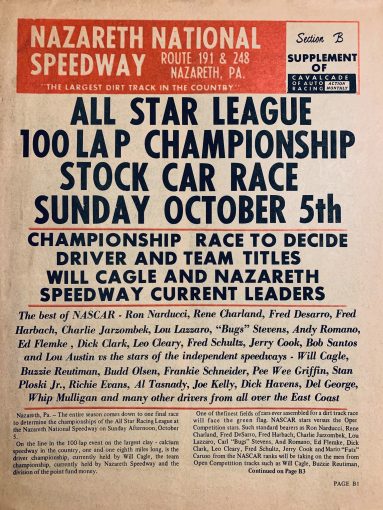 NAZARETH NATIONAL
SPEEDWAY ROUTE 191 & 248
NAZARETH, PA.
"THE LARGEST DIRT TRACK IN THE COUNTRY"
Section B
SUPPLEMENT
OF
CAVALCADE
OF AUTO ACTION
RACING MONTHLY
ALL STAR LEAGUE
100 LAP CHAMPIONSHIP
STOCK CAR RACE
SUNDAY OCTOBER 5th
CHAMPIONSHIP RACE TO DECIDE
DRIVER AND TEAM TITLES
WILL CAGLE AND NAZARETH
SPEEDWAY CURRENT LEADERS
The best of NASCAR - Ron Narducci, Rene Charland, Fred Desarro, Fred
Harbach, Charlie Jarzombek, Lou Lazzaro, "Bugs" Stevens, Andy Romano,
Ed Flemke, Dick Clark, Leo Cleary, Fred Schultz, Jerry Cook, Bob Santos
and Lou Austin vs the stars of the independent speedways - Will Cagle,
Buzzie Reutiman, Budd Olsen, Frankie Schneider, Pee Wee Griffin, Stan
Ploski Jr., Richie Evans, Al Tasnady, Joe Kelly, Dick Havens, Del George,
Whip Mulligan and many other drivers from all over the East Coast
Nazareth, Pa. – The entire season comes down to one final race
to determine the championships of the All Star Racing League at
the Nazareth National Speedway on Sunday Afternoon, October
5.
On the line in the 100-lap event on the largest clay - calcium
speedway in the country, one and one eighth miles long, is the
driver championship, currently held by Will Cagle, the team
championship, currently held by Nazareth Speedway and the
division of the point fund money.
One of the finest fields of cars ever assembled for a dirt track race
will face the green flag. NASCAR stars versus the Open
Competition stars. Such standard bearers as Ron Narducci, Rene
Charland, Fred DeSarro, Fred Harbach, Charlie Jarzombek, Lou
Lazzaro, Carl "Bugs" Stevens, Andy Romano, Ed Flemke, Dick
Clark, Leo Cleary, Fred Shultz, Jerry Cook and Mario "Fats"
Caruso from the NASCAR ranks will be taking on the men from
Open Competition tracks such as Will Cagle, Buzzie Reutiman,
Continued on Page B3
PAGE B1